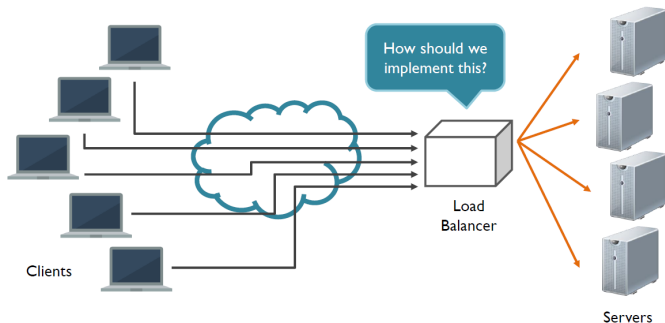 How should we
implement this?
Load
Balancer
Clients
Servers